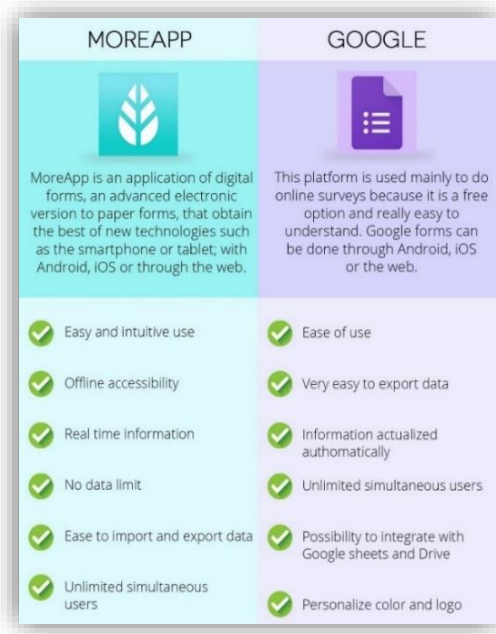 MOREAPP
MoreApp is an application of digital
forms, an advanced electronic
version to paper forms, that obtain
the best of new technologies such
as the smartphone or tablet; with
Android, iOS or through the web.
Easy and intuitive use
Offline accessibility
Real time information
No data limit
Ease to import and export data
Unlimited simultaneous
users
GOOGLE
This platform is used mainly to do
online surveys because it is a free
option and really easy to
understand. Google forms can
be done through Android, iOS
or the web.
Ease of use
Very easy to export data
Information actualized
authomatically
Unlimited simultaneous users
Possibility to integrate with
Google sheets and Drive
Personalize color and logo